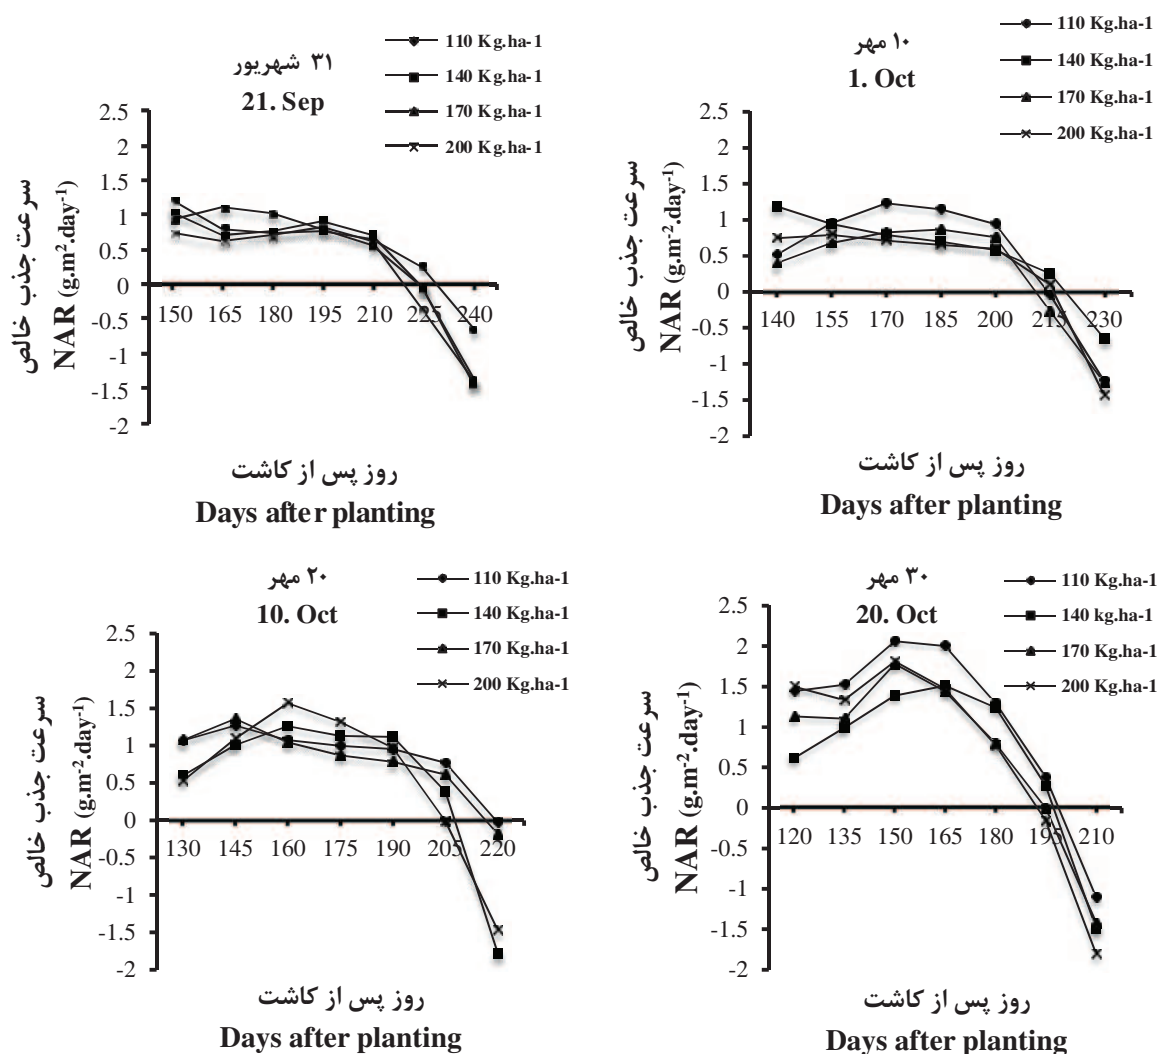 ۳۱ شهریور
21. Sep
110 Kg.ha-1
140 Kg.ha-1
170 Kg.ha-1
200 Kg.ha-1
سرعت جذب خالص
NAR (g.m-2.day-1)
2.5
2
1.5
1
0.5
0
-0.5
-1
-1.5
-2
150 165 180 195 210 225 240
روز پس از کاشت
Days after planting
۱۰ مهر
1. Oct
110 Kg.ha-1
140 Kg.ha-1
170 Kg.ha-1
200 Kg.ha-1
سرعت جذب خالص
NAR (g.m-2.day-1)
2.5
2
1.5
1
0.5
0
-0.5
-1
-1.5
-2
140 155 170 185 200 215 230
روز پس از کاشت
Days after planting
۲۰ مهر
10. Oct
110 Kg.ha-1
140 Kg.ha-1
170 Kg.ha-1
200 Kg.ha-1
سرعت جذب خالص
NAR (g.m-2.day-1)
2.5
2
1.5
1
0.5
0
-0.5
-1
-1.5
-2
130 145 160 175 190 205 220
روز پس از کاشت
Days after planting
۳۰ مهر
20. Oct
110 Kg.ha-1
140 kg.ha-1
170 Kg.ha-1
200 Kg.ha-1
سرعت جذب خالص
NAR (g.m-2.day-1)
2.5
2
1.5
1
0.5
0
-0.5
-1
-1.5
-2
120 135 150 165 180 195 210
روز پس از کاشت
Days after planting